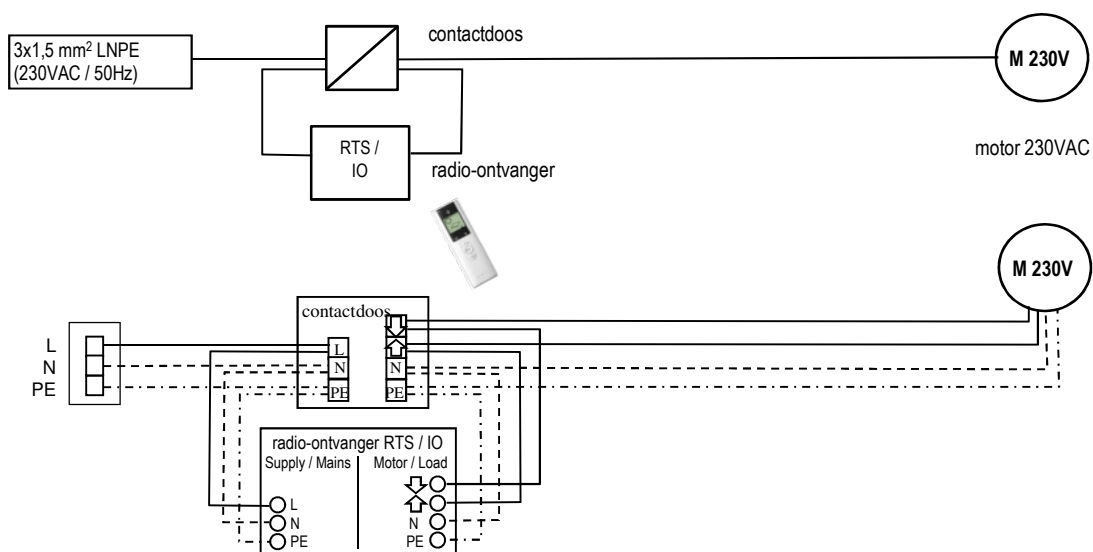 3x1,5 mm² LNPE
(230VAC / 50Hz)
contactdoos
M 230V
RTS /
IO
radio-ontvanger
motor 230VAC
M 230V
contactdoos
L
L
N
N
N
PE
PE
PE
radio-ontvanger RTS / IO
Supply / Mains
Motor / Load
L
N
N
PE
PE